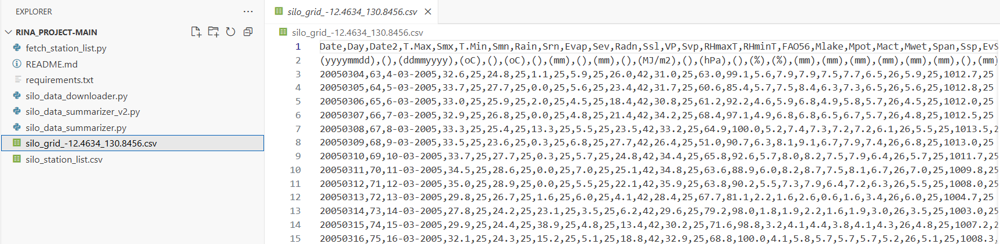 EXPLORER
RINA_PROJECT-MAIN
fetch_station_list.py
README.md
requirements.txt
silo_data_downloader.py
silo_data_summarizer_v2.py
silo_data_summarizer.py
silo_grid_-12.4634_130.8456.csv
silo_station_list.csv
silo_grid_-12.4634_130.8456.csv
silo_grid_-12.4634_130.8456.csv
1 Date,Day,Date2,T.Max,Smx,T.Min,Smn,Rain,Srn,Evap,Sev,Radn,Ssl,VP,Svp,RHmaxT,RHminT,FAO56,Mlake,Mpot,Mact,Mwet,Span,Ssp,EvS
2 (yyyymmdd),(),(ddmmyyyy),(oC),(),(oC),(),(mm),(),(mm),(),(MJ/m2),(),(hPa),(),(%),(%),(mm),(mm),(mm),(mm),(mm),(mm),(),(mm)
3 20050304,63,4-03-2005,32.6,25,24.8,25,1.1,25,5.9,25,26.0,42,31.0,25,63.0,99.1,5.6,7.9,7.9,7.5,7.7,6.5,26,5.9,25,1012.7,25
4 20050305,64,5-03-2005,33.7,25,27.7,25,0.0,25,5.6,25,23.4,42,31.7,25,60.6,85.4,5.7,7.5,8.4,6.3,7.3,6.5,26,5.6,25,1012.8,25
5 20050306,65,6-03-2005,33.0,25,25.9,25,2.0,25,4.5,25,18.4,42,30.8,25,61.2,92.2,4.6,5.9,6.8,4.9,5.8,5.7,26,4.5,25,1012.0,25
6 20050307,66,7-03-2005,32.9,25,26.8,25,0.0,25,4.8,25,21.4,42,34.2,25,68.4,97.1,4.9,6.8,6.8,6.5,6.7,5.7,26,4.8,25,1012.5,25
7 20050308,67,8-03-2005,33.3,25,25.4,25,13.3,25,5.5,25,23.5,42,33.2,25,64.9,100.0,5.2,7.4,7.3,7.2,7.2,6.1,26,5.5,25,1013.5,2
8 20050309,68,9-03-2005,33.5,25,23.6,25,0.3,25,6.8,25,27.7,42,26.4,25,51.0,90.7,6.3,8.1,9.1,6.7,7.9,7.4,26,6.8,25,1013.0,25
9 20050310,69,10-03-2005,33.7,25,27.7,25,0.3,25,5.7,25,24.8,42,34.4,25,65.8,92.6,5.7,8.0,8.2,7.5,7.9,6.4,26,5.7,25,1011.7,25
10 20050311,70,11-03-2005,34.5,25,28.6,25,0.0,25,7.0,25,25.1,42,34.8,25,63.6,88.9,6.0,8.2,8.7,7.5,8.1,6.7,26,7.0,25,1009.8,25
11 20050312,71,12-03-2005,35.0,25,28.9,25,0.0,25,5.5,25,22.1,42,35.9,25,63.8,90.2,5.5,7.3,7.9,6.4,7.2,6.3,26,5.5,25,1008.0,25
12 20050313,72,13-03-2005,29.8,25,26.7,25,1.6,25,6.0,25,4.1,42,28.4,25,67.7,81.1,2.2,1.6,2.6,0.6,1.6,3.4,26,6.0,25,1004.7,25
13 20050314,73,14-03-2005,27.8,25,24.2,25,23.1,25,3.5,25,6.2,42,29.6,25,79.2,98.0,1.8,1.9,2.2,1.6,1.9,3.0,26,3.5,25,1003.0,25
14 20050315,74,15-03-2005,29.9,25,24.4,25,38.9,25,4.8,25,13.4,42,30.2,25,71.6,98.8,3.2,4.1,4.4,3.8,4.1,4.3,26,4.8,25,1007.2,2
15 20050316,75,16-03-2005,32.1,25,24.3,25,15.2,25,5.1,25,18.8,42,32.9,25,68.8,100.0,4.1,5.8,5.7,5.7,5.7,5.2,26,5.1,25,1008.3,